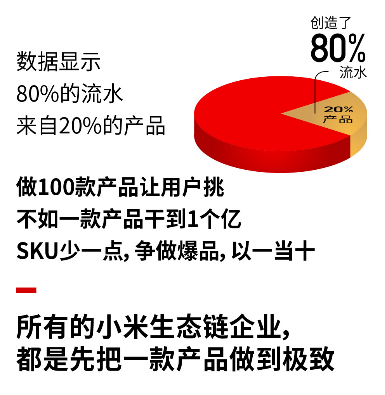 创造了
80%
流水
数据显示
80%的流水
来自20%的产品
20%
产品
做100款产品让用户挑
不如一款产品干到1个亿
SKU少一点，争做爆品，以一当十
所有的小米生态链企业，
都是先把一款产品做到极致